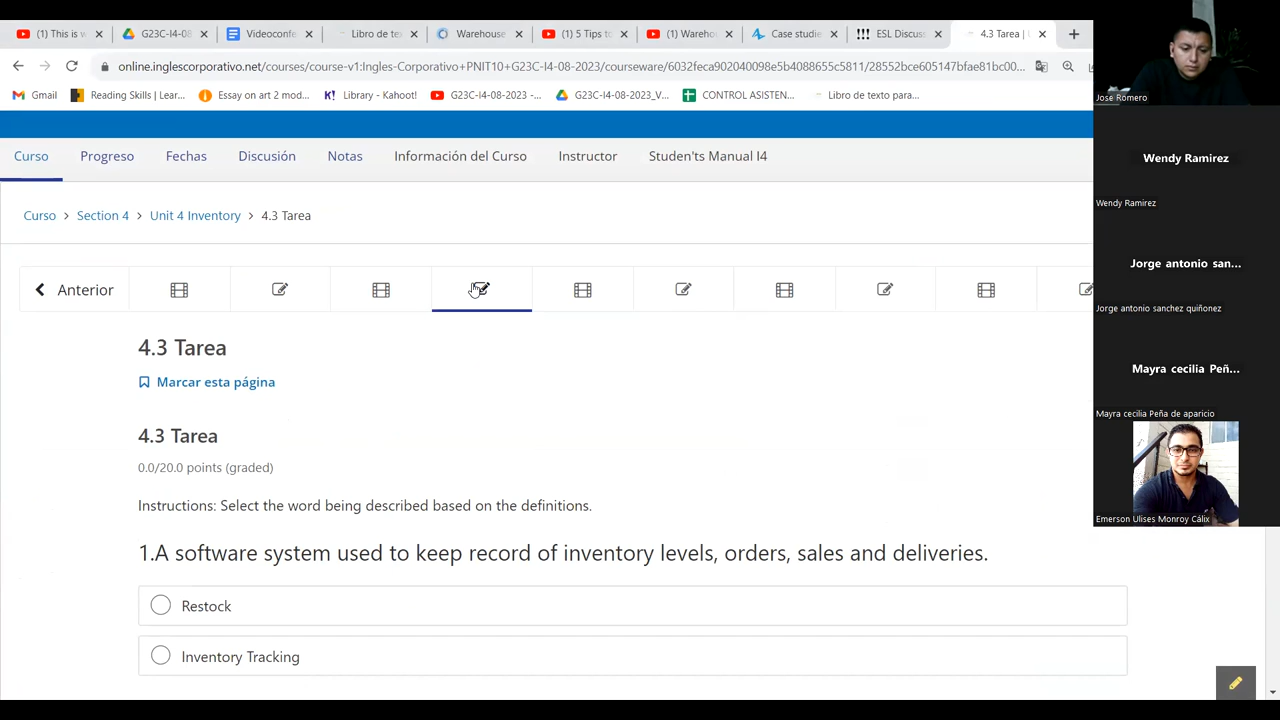 (1) This is w
G23C-I4-08
Videoconfe
Libro de te
Warehouse
(1) 5 Tips to
(1) Wareho
Case studie
ESL Discuss
4.3 Tarea |
online.inglescorporativo.net/courses/course-v1:Ingles-Corporativo+PNIT10+G23C-I4-08-2023/courseware/6032feca902040098e5b4088655c5811/28552bce605147bfae81bc00...
Gmail
Reading Skills | Lear...
Essay on art 2 mod...
Library - Kahoot!
G23C-I4-08-2023 -...
G23C-I4-08-2023_V...
CONTROL ASISTEN...
Libro de texto para...
Curso
Progreso
Fechas
Discusión
Notas
Información del Curso
Instructor
Studen'ts Manual I4
Curso > Section 4 > Unit 4 Inventory > 4.3 Tarea
Anterior
4.3 Tarea
Marcar esta página
4.3 Tarea
0.0/20.0 points (graded)
Instructions: Select the word being described based on the definitions.
1.A software system used to keep record of inventory levels, orders, sales and deliveries.
Restock
Inventory Tracking
Jose Romero
Wendy Ramirez
Wendy Ramirez
Jorge antonio san...
Jorge antonio sanchez quiñonez
Mayra cecilia Peñ...
Mayra cecilia Peña de aparicio
Emerson Ulises Monroy Cálix